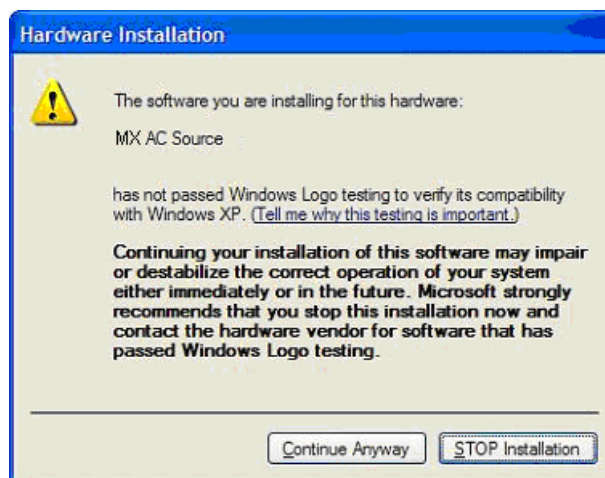 Hardware Installation
The software you are installing for this hardware:
MX AC Source
has not passed Windows Logo testing to verify its compatibility
with Windows XP. (Tell me why this testing is important.)
Continuing your installation of this software may impair
or destabilize the correct operation of your system
either immediately or in the future. Microsoft strongly
recommends that you stop this installation now and
contact the hardware vendor for software that has
passed Windows Logo testing.
Continue Anyway
STOP Installation